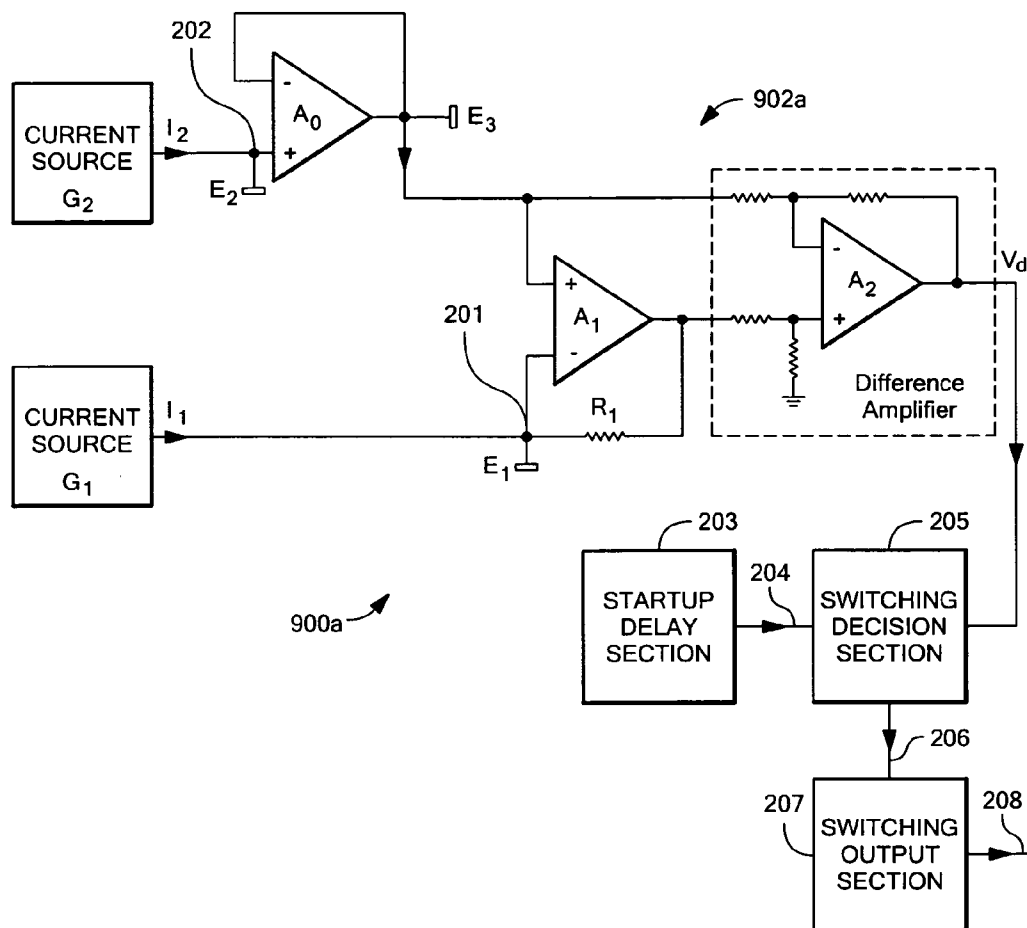 202
902a
CURRENT
SOURCE
G2
I2
E2
-
+
A0
E3
201
CURRENT
SOURCE
G1
I1
E1
+
-
A1
R1
-
+
A2
Vd
Difference
Amplifier
900a
203
STARTUP
DELAY
SECTION
204
205
SWITCHING
DECISION
SECTION
206
207
SWITCHING
OUTPUT
SECTION
208